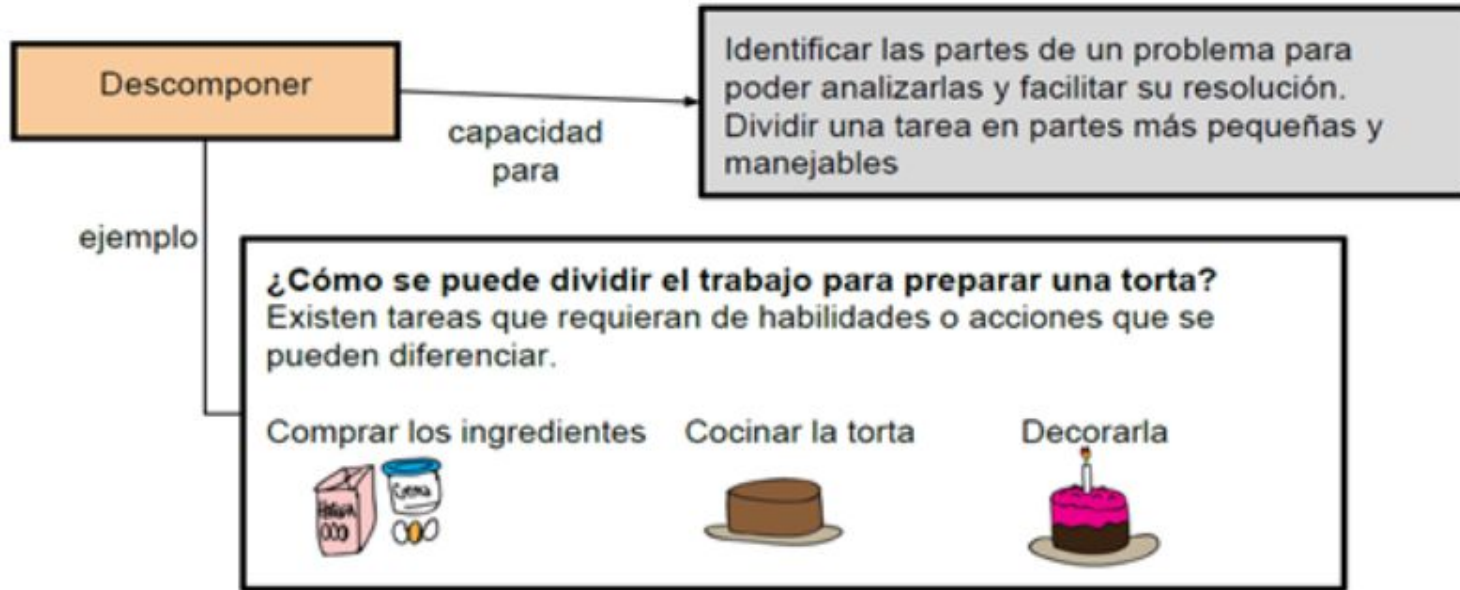 Descomponer
capacidad
para
Identificar las partes de un problema para
poder analizarlas y facilitar su resolución.
Dividir una tarea en partes más pequeñas y
manejables
ejemplo
¿Cómo se puede dividir el trabajo para preparar una torta?
Existen tareas que requieran de habilidades o acciones que se
pueden diferenciar.
Comprar los ingredientes
Cocinar la torta
Decorarla
Harina
Crema